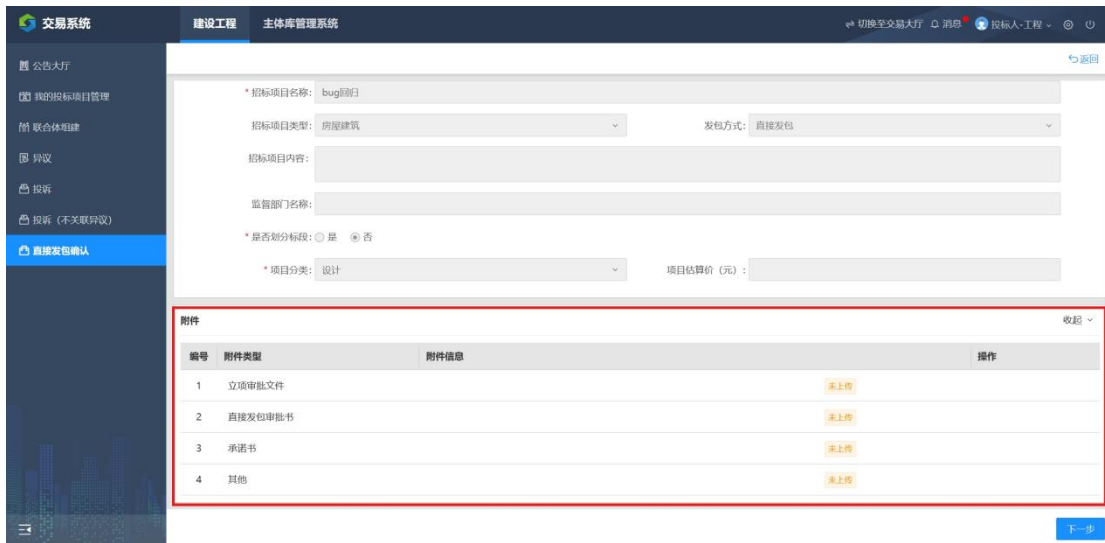 交易系统 建设工程 主体库管理系统 切换至交易大厅 消息 投标人-工程
返回
公告大厅
我的投标项目管理
联合体组建
异议
投诉
投诉（不关联异议）
直接发包确认
* 招标项目名称: bug回归
招标项目类型: 房屋建筑 发包方式: 直接发包
招标项目内容:
监督部门名称:
* 是否划分标段: 是 否
* 项目分类: 设计 项目估算价（元）:
附件 收起
编号 附件类型 附件信息 操作
1 立项审批文件 未上传
2 直接发包审批书 未上传
3 承诺书 未上传
4 其他 未上传
下一步